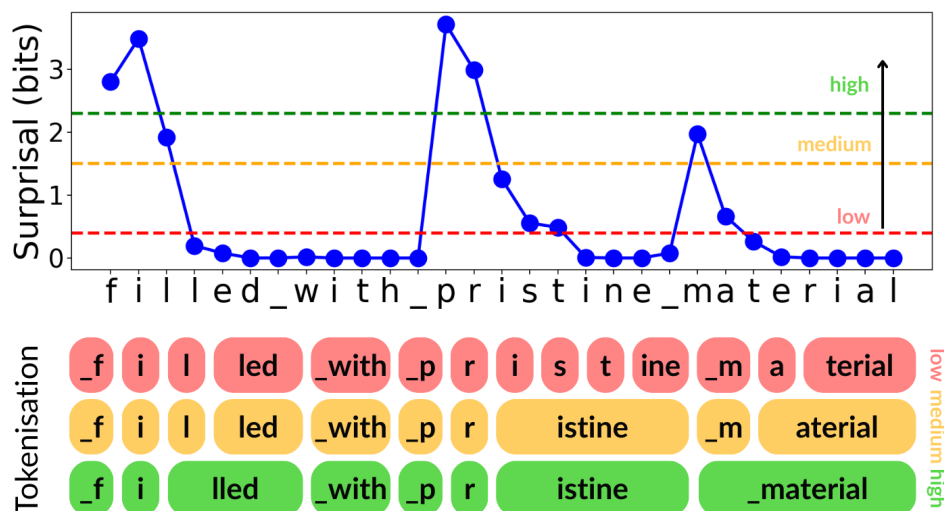 Surprisal (bits)
3
2
1
0
high
medium
low
f i l l e d _ w i t h _ p r i s t i n e _ m a t e r i a l
Tokenisation
_f i l led _with _p r i s t ine _m a terial
_f i l led _with _p r istine _m aterial
_f i lled _with _p r istine _material
low medium high